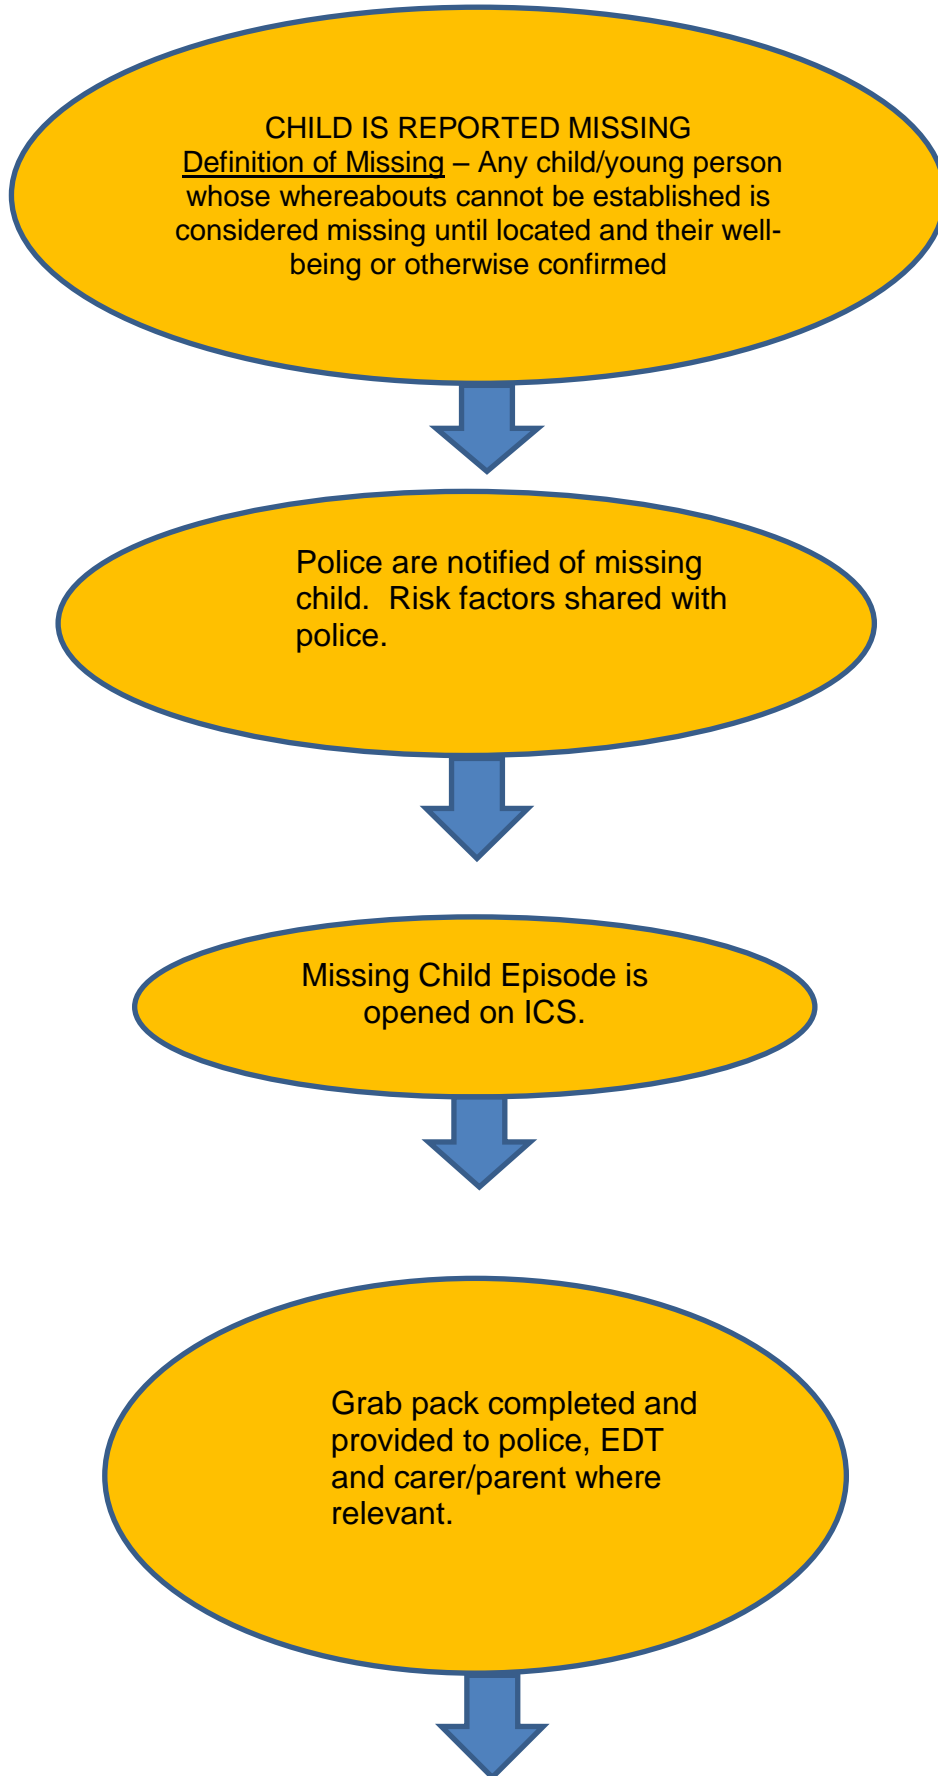 CHILD IS REPORTED MISSING
Definition of Missing – Any child/young person
whose whereabouts cannot be established is
considered missing until located and their well-
being or otherwise confirmed
Police are notified of missing
child.  Risk factors shared with
police.
Missing Child Episode is
opened on ICS.
Grab pack completed and
provided to police, EDT
and carer/parent where
relevant.